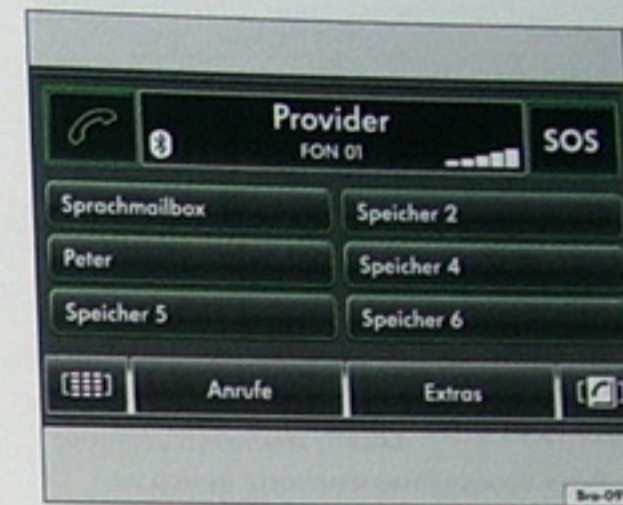 Provider
FON 01
SOS
Sprachmailbox
Speicher 2
Peter
Speicher 4
Speicher 5
Speicher 6
Anrufe
Extras